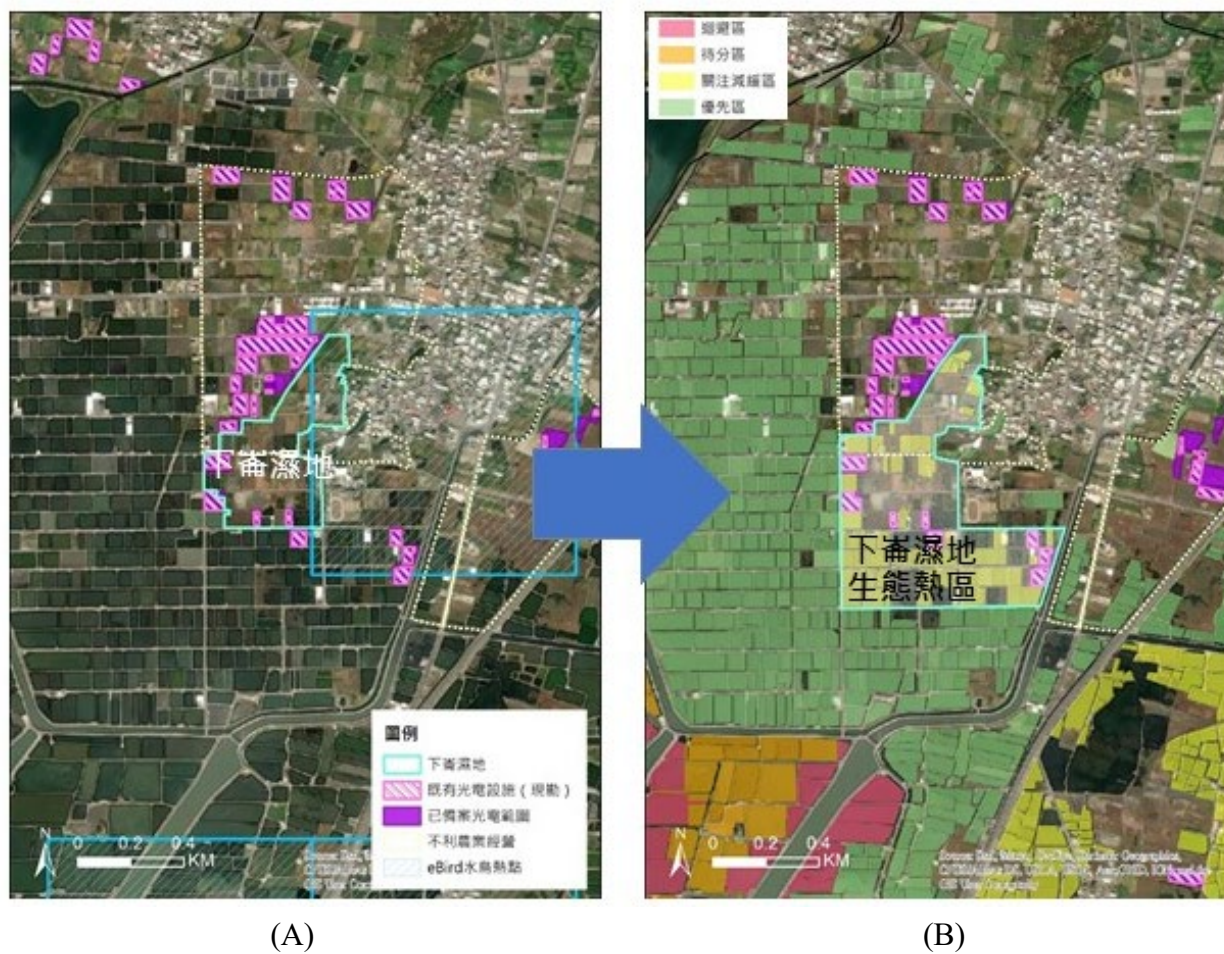 迴避區
待分區
關注減緩區
優先區
下崙濕地
下崙濕地
生態熱區
圖例
下崙濕地
既有光電設施（現勘）
已備案光電範圍
不利農業經營
eBird水鳥熱點
N
0 0.2 0.4
KM
N
0 0.2 0.4
KM
(A)
(B)